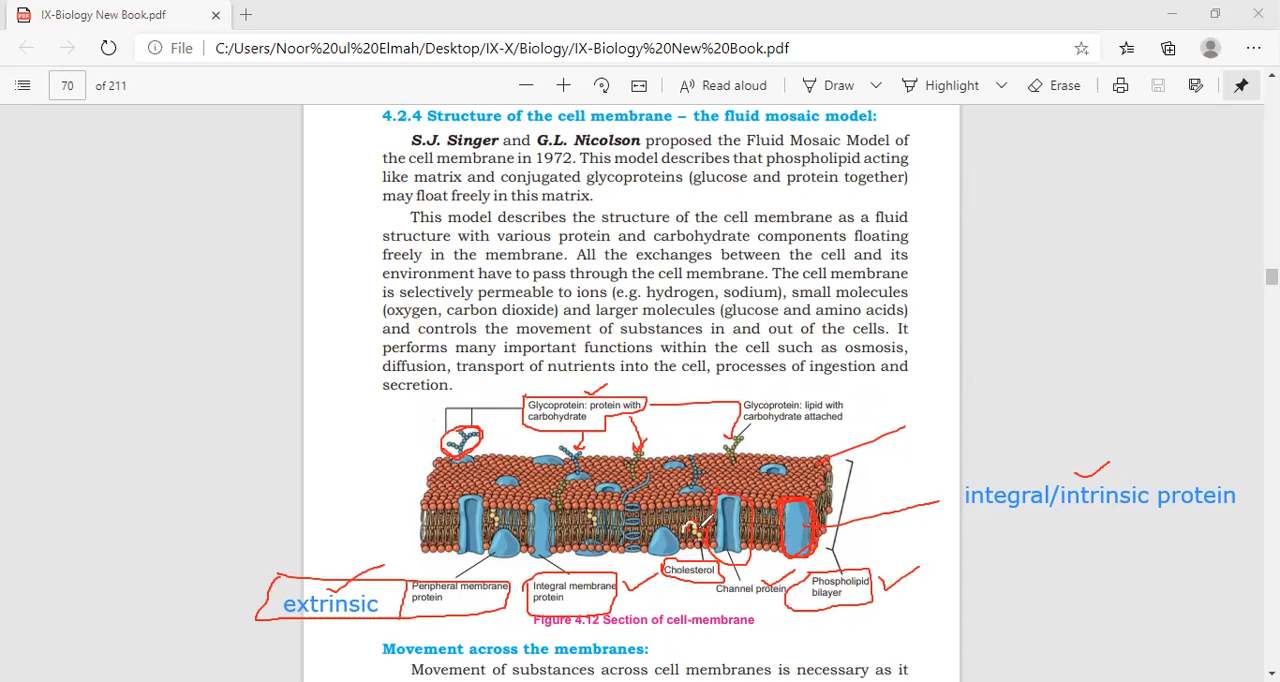 IX-Biology New Book.pdf
File
C:/Users/Noor%20ul%20Elmah/Desktop/IX-X/Biology/IX-Biology%20New%20Book.pdf
70 of 211
Read aloud
Draw
Highlight
Erase
4.2.4 Structure of the cell membrane – the fluid mosaic model:
S.J. Singer and G.L. Nicolson proposed the Fluid Mosaic Model of
the cell membrane in 1972. This model describes that phospholipid acting
like matrix and conjugated glycoproteins (glucose and protein together)
may float freely in this matrix.
This model describes the structure of the cell membrane as a fluid
structure with various protein and carbohydrate components floating
freely in the membrane. All the exchanges between the cell and its
environment have to pass through the cell membrane. The cell membrane
is selectively permeable to ions (e.g. hydrogen, sodium), small molecules
(oxygen, carbon dioxide) and larger molecules (glucose and amino acids)
and controls the movement of substances in and out of the cells. It
performs many important functions within the cell such as osmosis,
diffusion, transport of nutrients into the cell, processes of ingestion and
secretion.
Glycoprotein: protein with
carbohydrate
Glycoprotein: lipid with
carbohydrate attached
integral/intrinsic protein
extrinsic
Peripheral membrane
protein
Integral membrane
protein
Cholesterol
Channel protein
Phospholipid
bilayer
Figure 4.12 Section of cell-membrane
Movement across the membranes:
Movement of substances across cell membranes is necessary as it